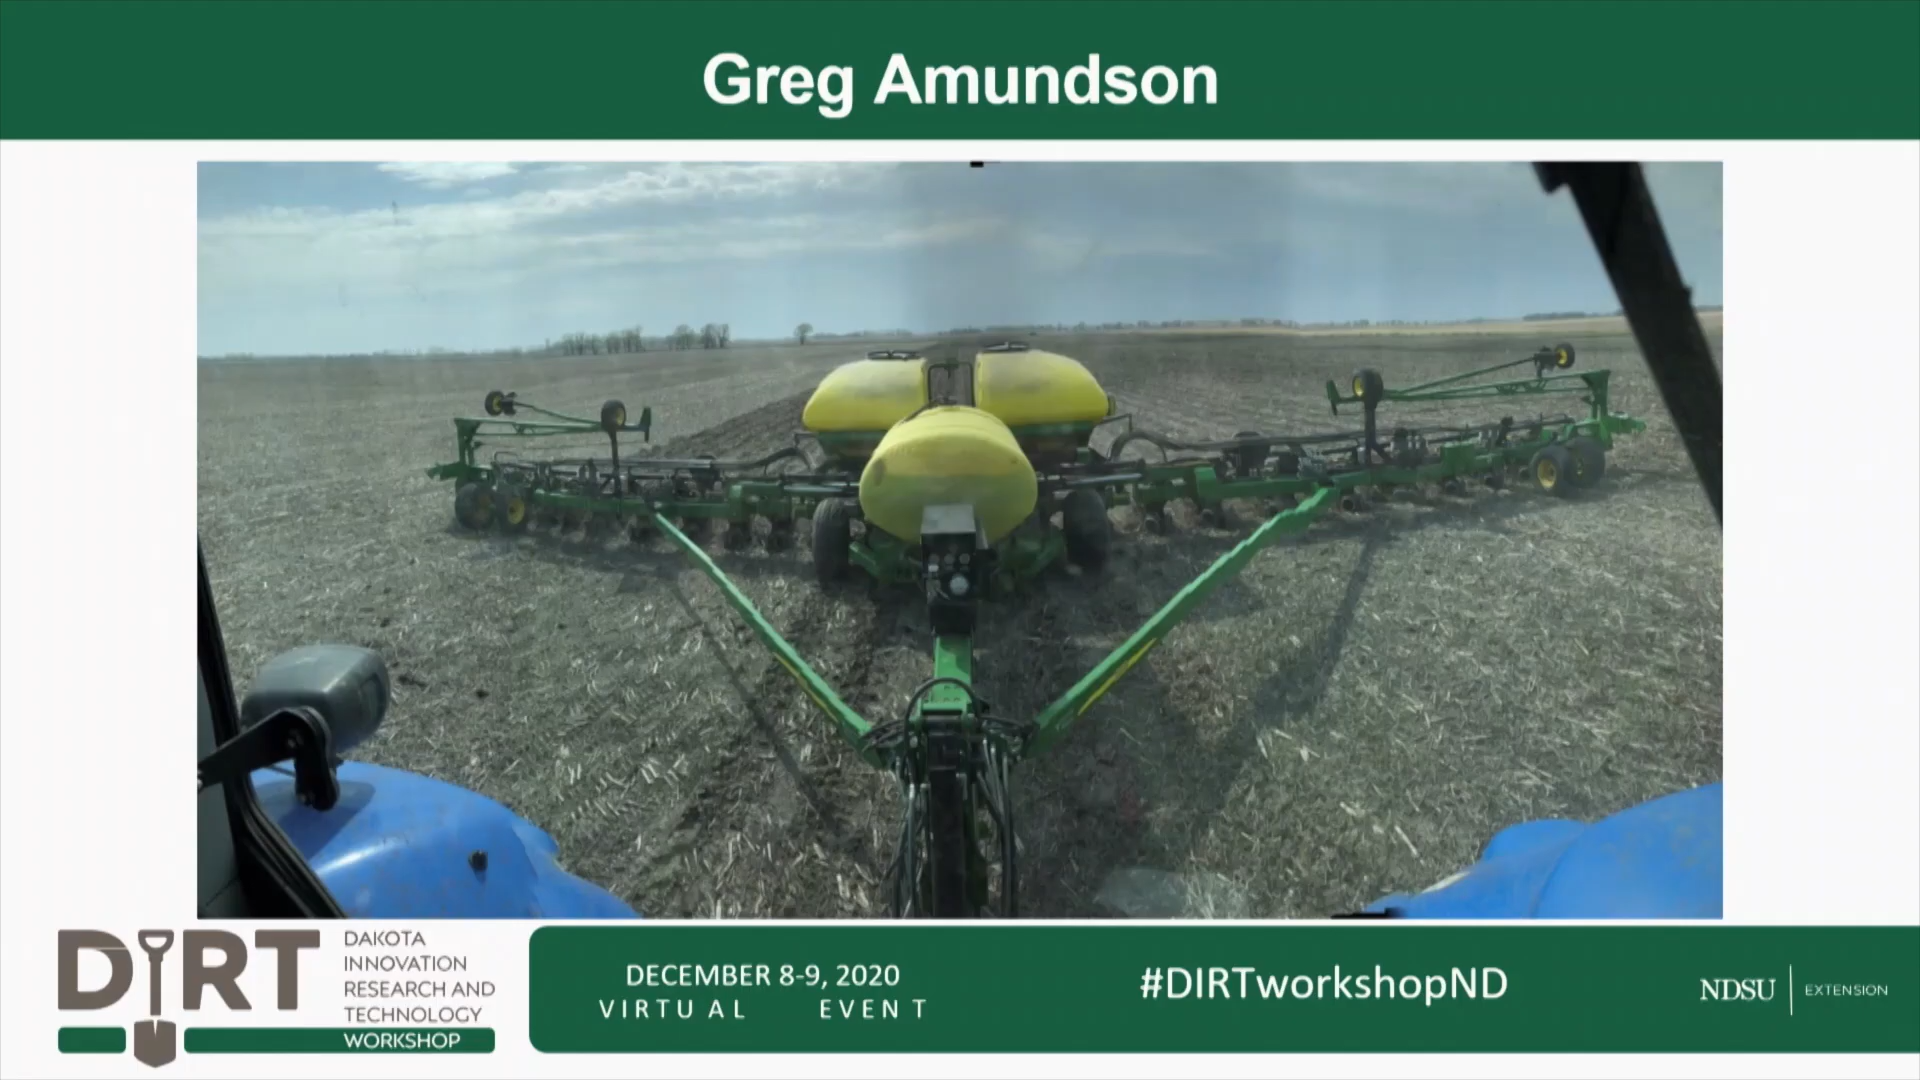 Greg Amundson
DIRT
DAKOTA
INNOVATION
RESEARCH AND
TECHNOLOGY
WORKSHOP
DECEMBER 8-9, 2020
VIRTUAL EVENT
#DIRTworkshopND
NDSU EXTENSION